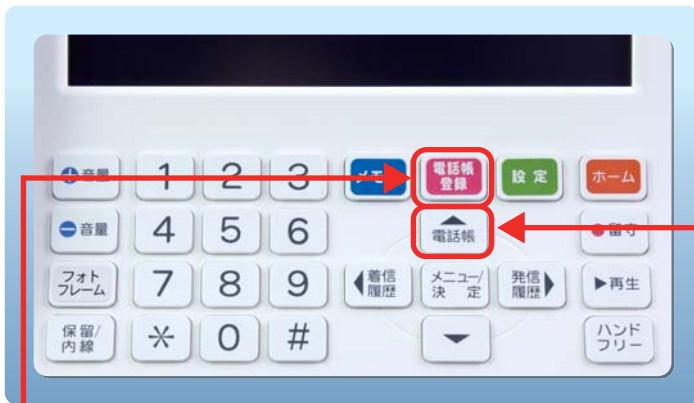 音量
1
2
3
メモ
電話帳
登録
設定
ホーム
音量
4
5
6
電話帳
留守
フォト
フレーム
7
8
9
着信
履歴
メニュー/
決定
発信
履歴
再生
保留/
内線
*
0
#
ハンド
フリー